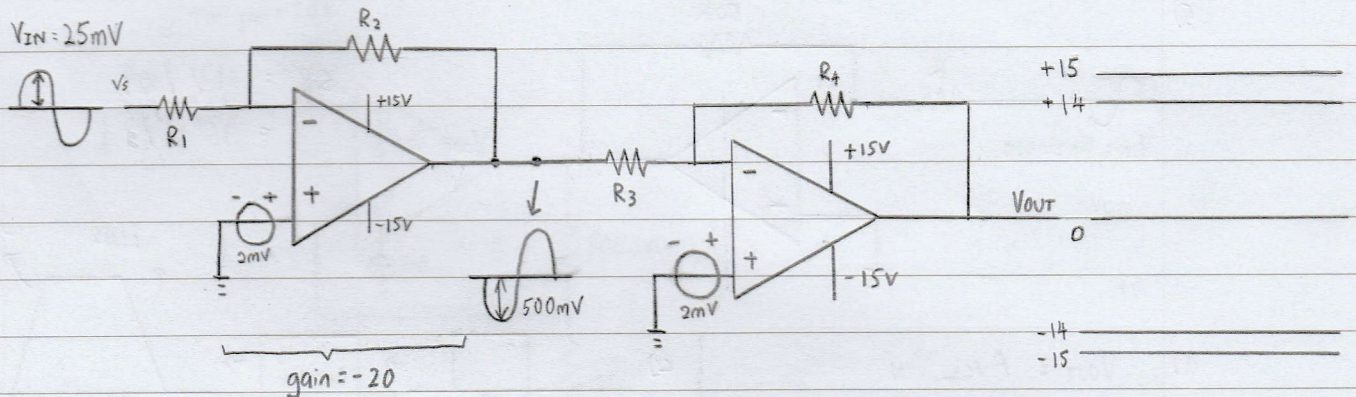 VIN = 25mV
Vs
R1
R2
-
+
+15V
-15V
- +
2mV
gain = -20
500mV
R3
R4
-
+
+15V
-15V
- +
2mV
VOUT
+15
+14
0
-14
-15